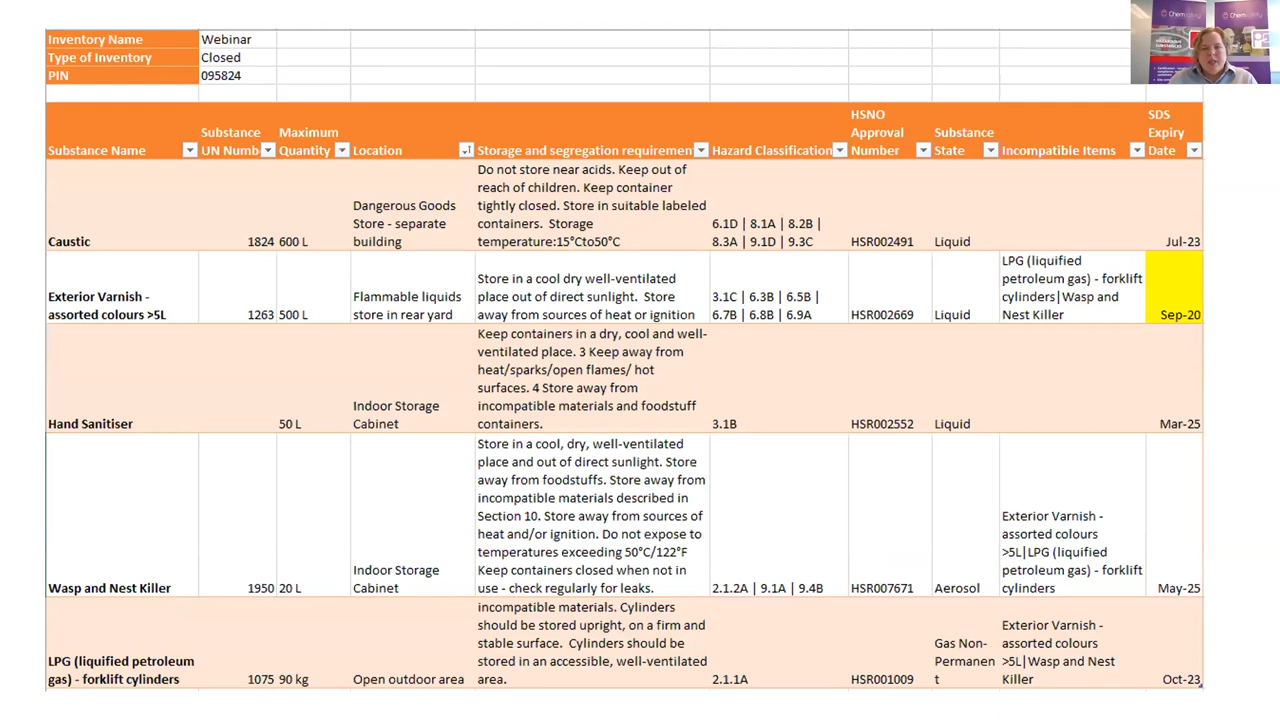 Inventory Name Webinar
Type of Inventory Closed
PIN 095824
Substance Name
Substance
UN Numb
Maximum
Quantity
Location
Storage and segregation requiremen
Hazard Classification
HSNO
Approval
Number
Substance
State
Incompatible Items
SDS
Expiry
Date
Caustic
1824
600 L
Dangerous Goods
Store - separate
building
Do not store near acids. Keep out of
reach of children. Keep container
tightly closed. Store in suitable labeled
containers. Storage
temperature:15°Cto50°C
6.1D | 8.1A | 8.2B |
8.3A | 9.1D | 9.3C
HSR002491
Liquid
Jul-23
Exterior Varnish -
assorted colours >5L
1263
500 L
Flammable liquids
store in rear yard
Store in a cool dry well-ventilated
place out of direct sunlight. Store
away from sources of heat or ignition
3.1C | 6.3B | 6.5B |
6.7B | 6.8B | 6.9A
HSR002669
Liquid
LPG (liquified
petroleum gas) - forklift
cylinders|Wasp and
Nest Killer
Sep-20
Hand Sanitiser
50 L
Indoor Storage
Cabinet
Keep containers in a dry, cool and well-
ventilated place. 3 Keep away from
heat/sparks/open flames/ hot
surfaces. 4 Store away from
incompatible materials and foodstuff
containers.
3.1B
HSR002552
Liquid
Mar-25
Wasp and Nest Killer
1950
20 L
Indoor Storage
Cabinet
Store in a cool, dry, well-ventilated
place and out of direct sunlight. Store
away from foodstuffs. Store away from
incompatible materials described in
Section 10. Store away from sources of
heat and/or ignition. Do not expose to
temperatures exceeding 50°C/122°F
Keep containers closed when not in
use - check regularly for leaks.
2.1.2A | 9.1A | 9.4B
HSR007671
Aerosol
Exterior Varnish -
assorted colours
>5L|LPG (liquified
petroleum gas) - forklift
cylinders
May-25
LPG (liquified petroleum
gas) - forklift cylinders
1075
90 kg
Open outdoor area
incompatible materials. Cylinders
should be stored upright, on a firm and
stable surface. Cylinders should be
stored in an accessible, well-ventilated
area.
2.1.1A
HSR001009
Gas Non-
Permanen
t
Exterior Varnish -
assorted colours
>5L|Wasp and Nest
Killer
Oct-23